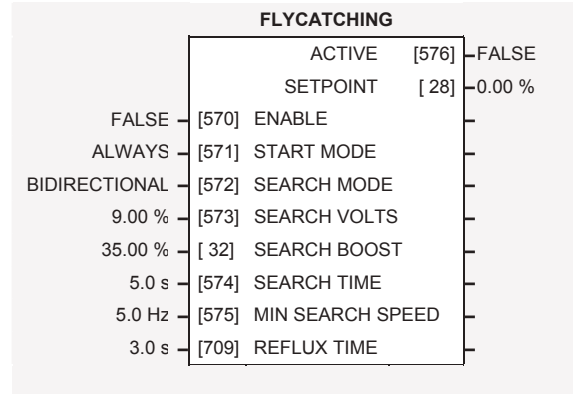 FLYCATCHING
ACTIVE [576] FALSE
SETPOINT [ 28] 0.00 %
FALSE [570] ENABLE
ALWAYS [571] START MODE
BIDIRECTIONAL [572] SEARCH MODE
9.00 % [573] SEARCH VOLTS
35.00 % [ 32] SEARCH BOOST
5.0 s [574] SEARCH TIME
5.0 Hz [575] MIN SEARCH SPEED
3.0 s [709] REFLUX TIME